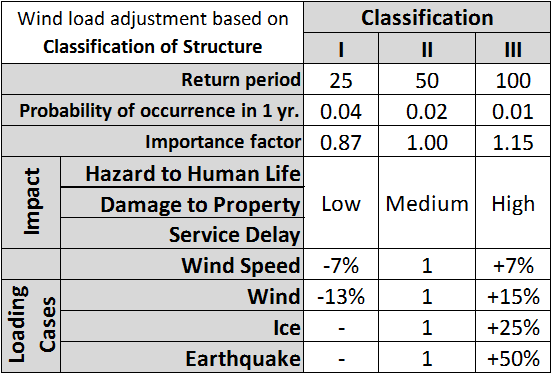 Wind load adjustment based on Classification
Classification of Structure I II III
Return period 25 50 100
Probability of occurrence in 1 yr. 0.04 0.02 0.01
Importance factor 0.87 1.00 1.15
Impact
Hazard to Human Life
Damage to Property Low Medium High
Service Delay
Wind Speed -7% 1 +7%
Loading Cases
Wind -13% 1 +15%
Ice - 1 +25%
Earthquake - 1 +50%